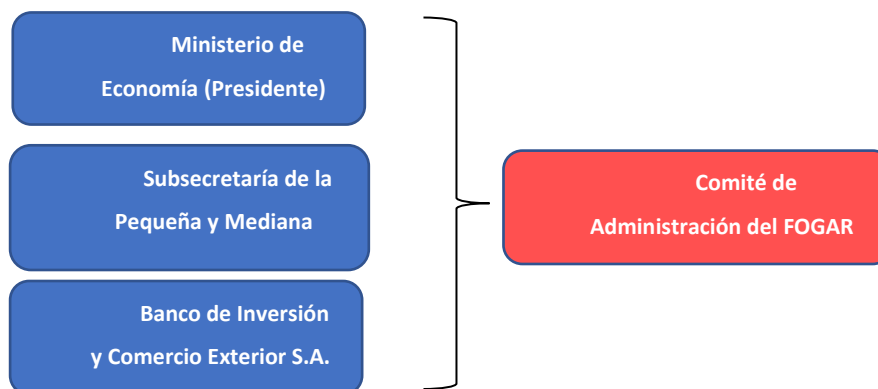 Ministerio de
Economía (Presidente)
Subsecretaría de la
Pequeña y Mediana
Banco de Inversión
y Comercio Exterior S.A.
Comité de
Administración del FOGAR